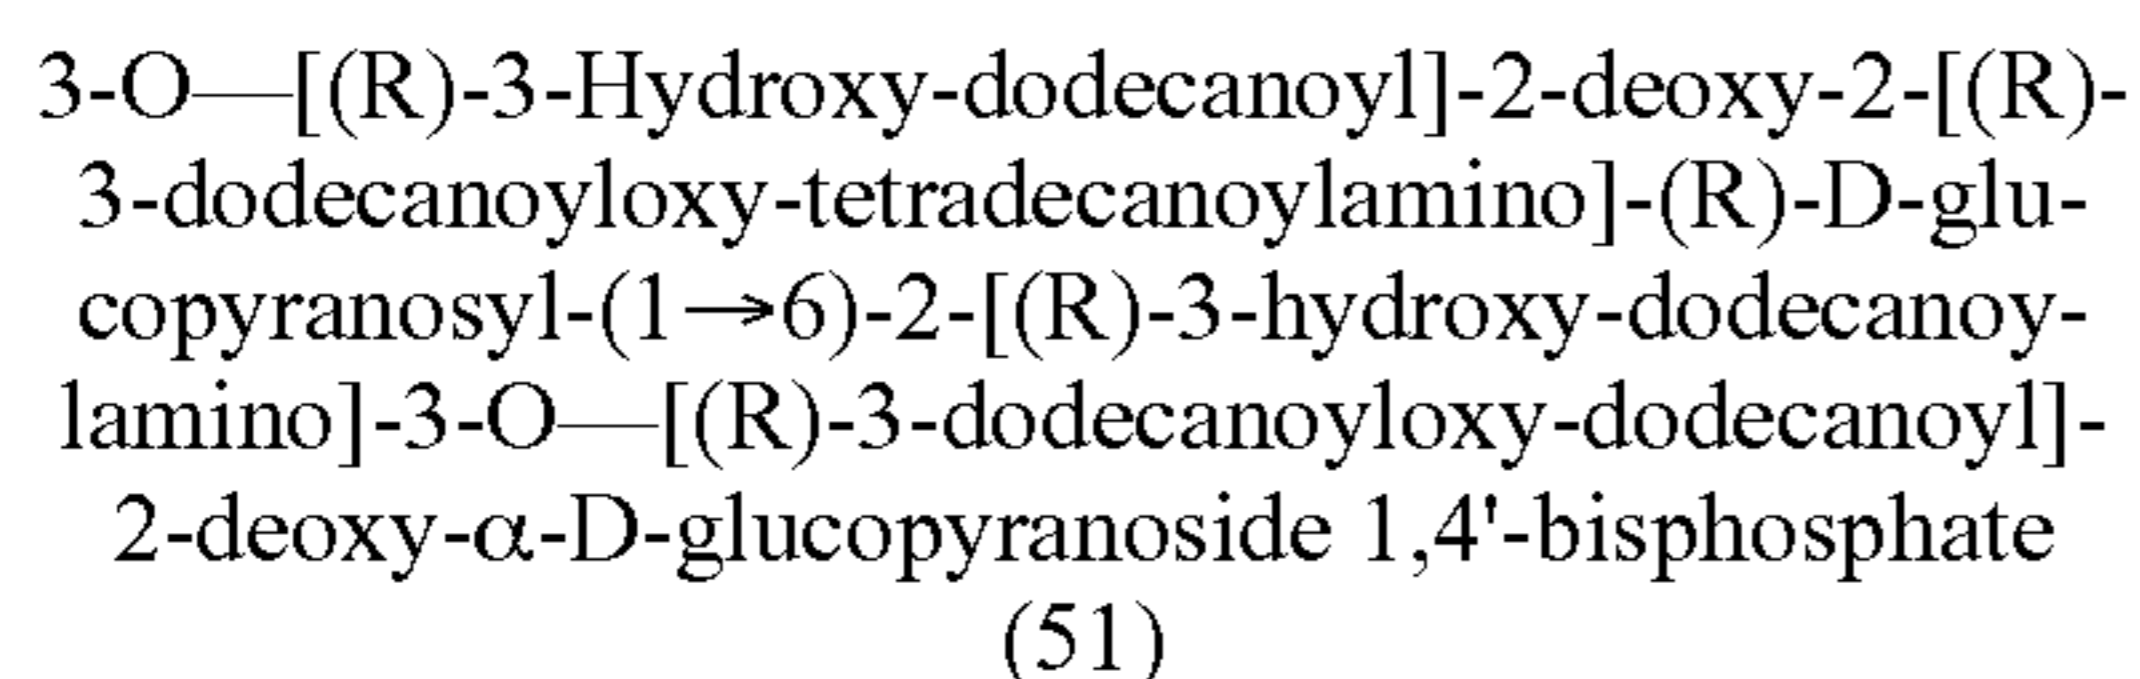 3-O—[(R)-3-Hydroxy-dodecanoyl]-2-deoxy-2-[(R)-
3-dodecanoyloxy-tetradecanoylamino]-(R)-D-glu-
copyranosyl-(1→6)-2-[(R)-3-hydroxy-dodecanoy-
lamino]-3-O—[(R)-3-dodecanoyloxy-dodecanoyl]-
2-deoxy-α-D-glucopyranoside 1,4'-bisphosphate
(51)